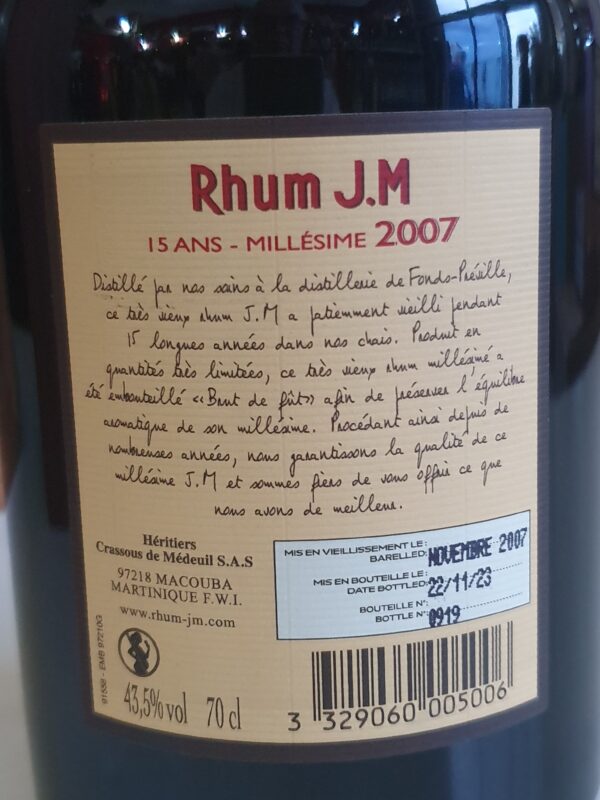 Rhum J.M
15 ANS - MILLÉSIME 2007
Distillé par nos soins à la distillerie de Fonds-Préville,
ce très vieux rhum J.M a patiemment vieilli pendant
15 longues années dans nos chais. Produit en
quantités très limitées, ce très vieux rhum millésimé a
été embouteillé «Brut de fût» afin de préserver l'équilibre
aromatique de son millésime. Procédant ainsi depuis de
nombreuses années, nous garantissons la qualité de ce
millésime J.M et sommes fiers de vous offrir ce que
nous avons de meilleur.
Héritiers
Crassous de Médeuil S.A.S
97218 MACOUBA
MARTINIQUE F.W.I.
www.rhum-jm.com
MIS EN VIEILLISSEMENT LE :
BARRELED: NOVEMBRE 2007
MIS EN BOUTEILLE LE :
DATE BOTTLED: 22/11/23
BOUTEILLE N°:
BOTTLE N°: 0919
43,5% vol 70 cl
3 329060 005006